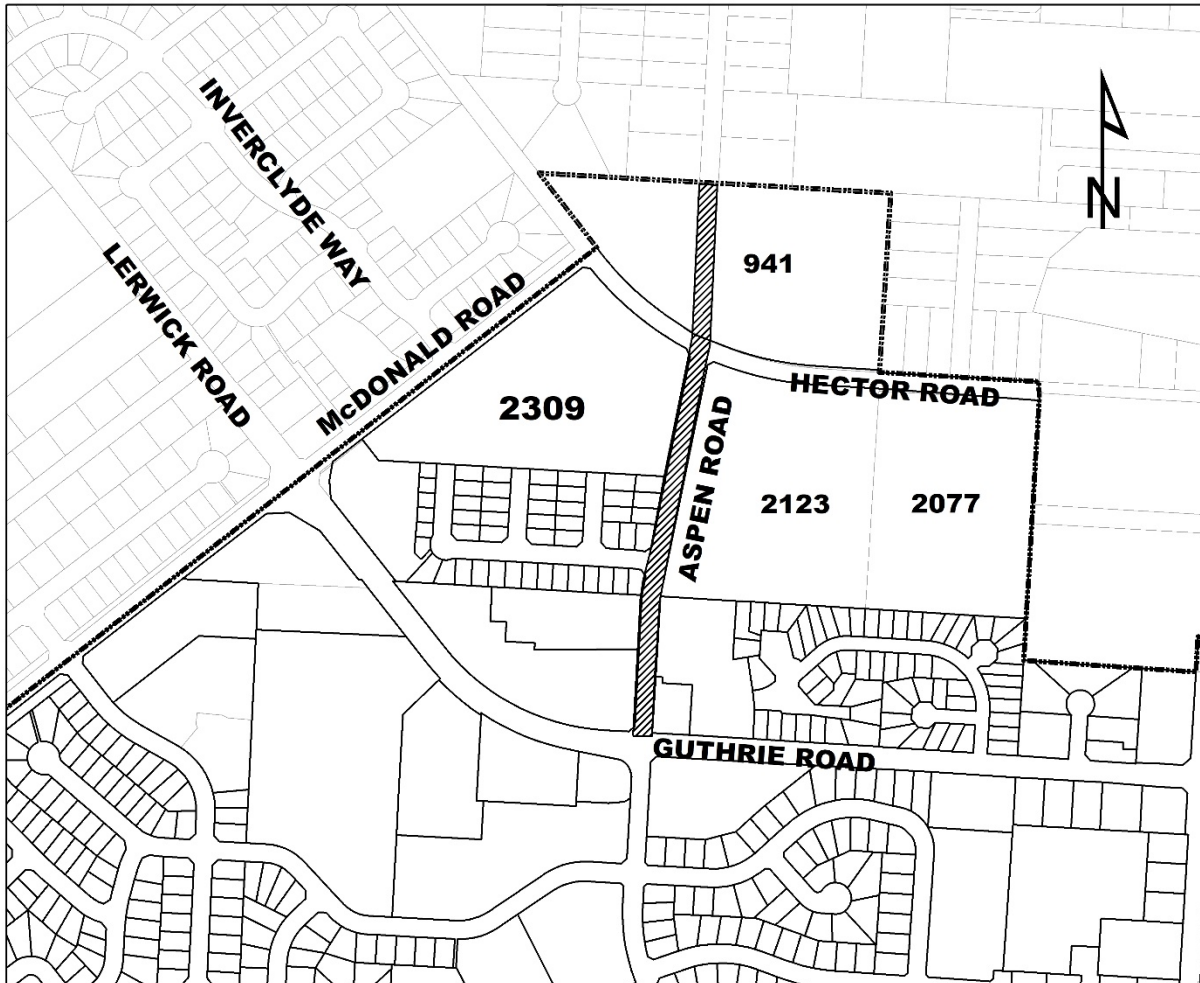 INVERCLYDE WAY
LERWICK ROAD
McDONALD ROAD
N
941
HECTOR ROAD
2309
ASPEN ROAD
2123
2077
GUTHRIE ROAD